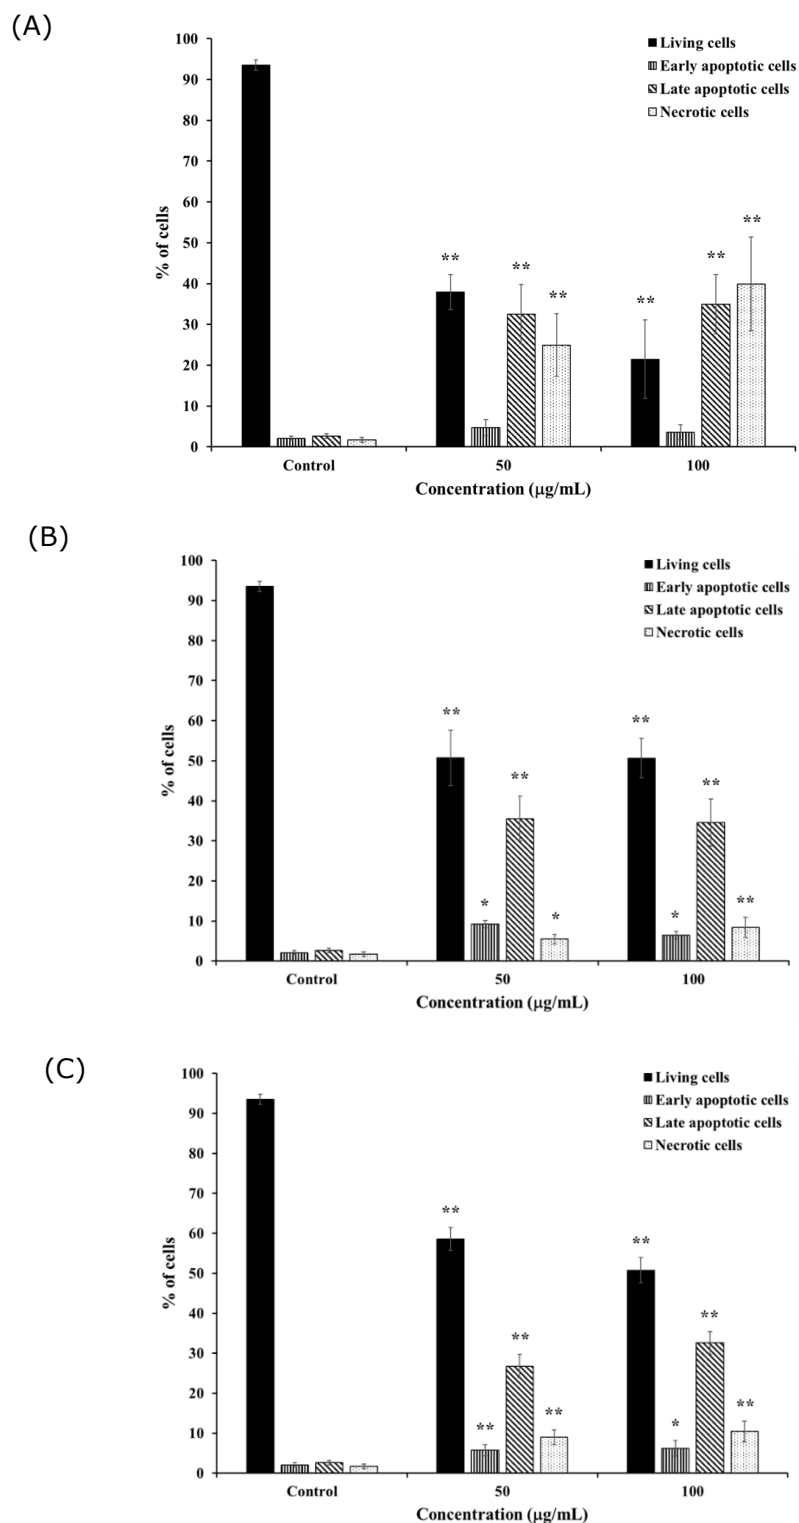 (A)
100
90
80
70
60
50
40
30
20
10
0
% of cells
Living cells
Early apoptotic cells
Late apoptotic cells
Necrotic cells
** ** **
** ** **
Control 50 100
Concentration (µg/mL)
(B)
100
90
80
70
60
50
40
30
20
10
0
% of cells
Living cells
Early apoptotic cells
Late apoptotic cells
Necrotic cells
** * ** *
** * ** **
Control 50 100
Concentration (µg/mL)
(C)
100
90
80
70
60
50
40
30
20
10
0
% of cells
Living cells
Early apoptotic cells
Late apoptotic cells
Necrotic cells
** ** ** **
** * ** **
Control 50 100
Concentration (µg/mL)